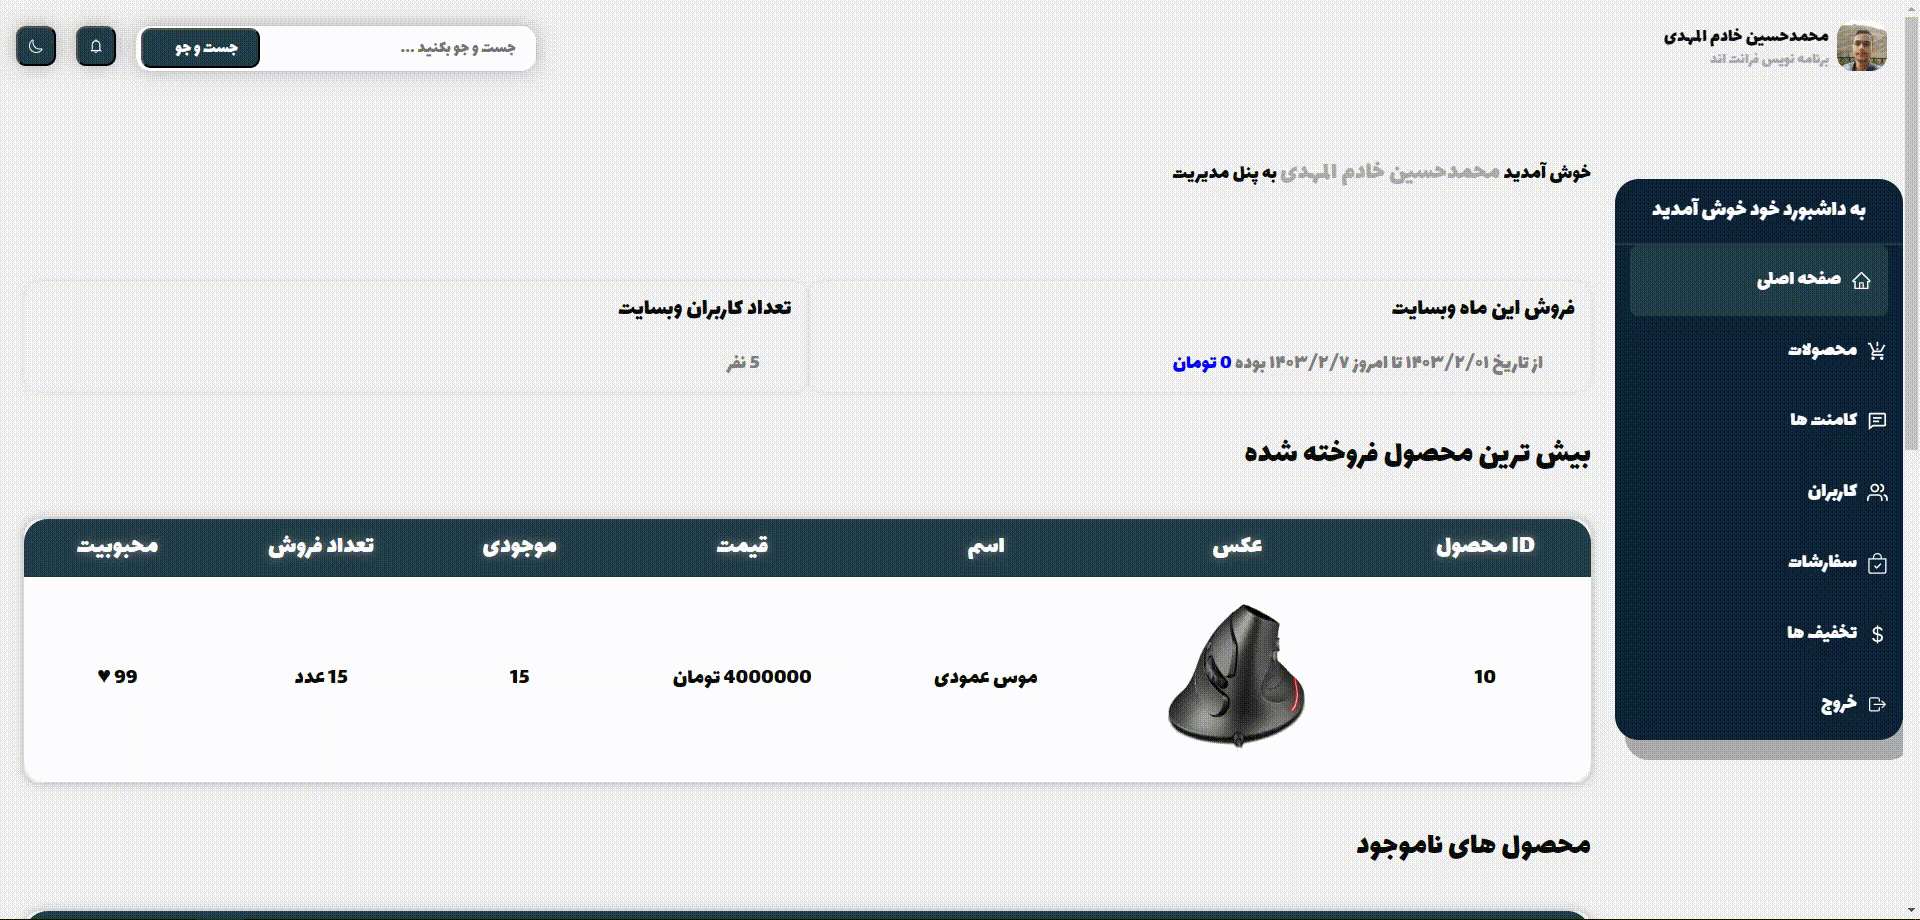 محمدحسین خادم المهدی
برنامه نویس فرانت اند
جست و جو بکنید ...
جست و جو
به داشبورد خود خوش آمدید
صفحه اصلی
محصولات
کامنت ها
کاربران
سفارشات
تخفیف ها
خروج
خوش آمدید محمدحسین خادم المهدی به پنل مدیریت
فروش این ماه وبسایت
از تاریخ ۱۴۰۳/۲/۰۱ تا امروز ۱۴۰۳/۲/۷ بوده 0 تومان
تعداد کاربران وبسایت
5 نفر
بیش ترین محصول فروخته شده
ID محصول عکس اسم قیمت موجودی تعداد فروش محبوبیت
10 موس عمودی 4000000 تومان 15 15 عدد 99 ♥
محصول های ناموجود